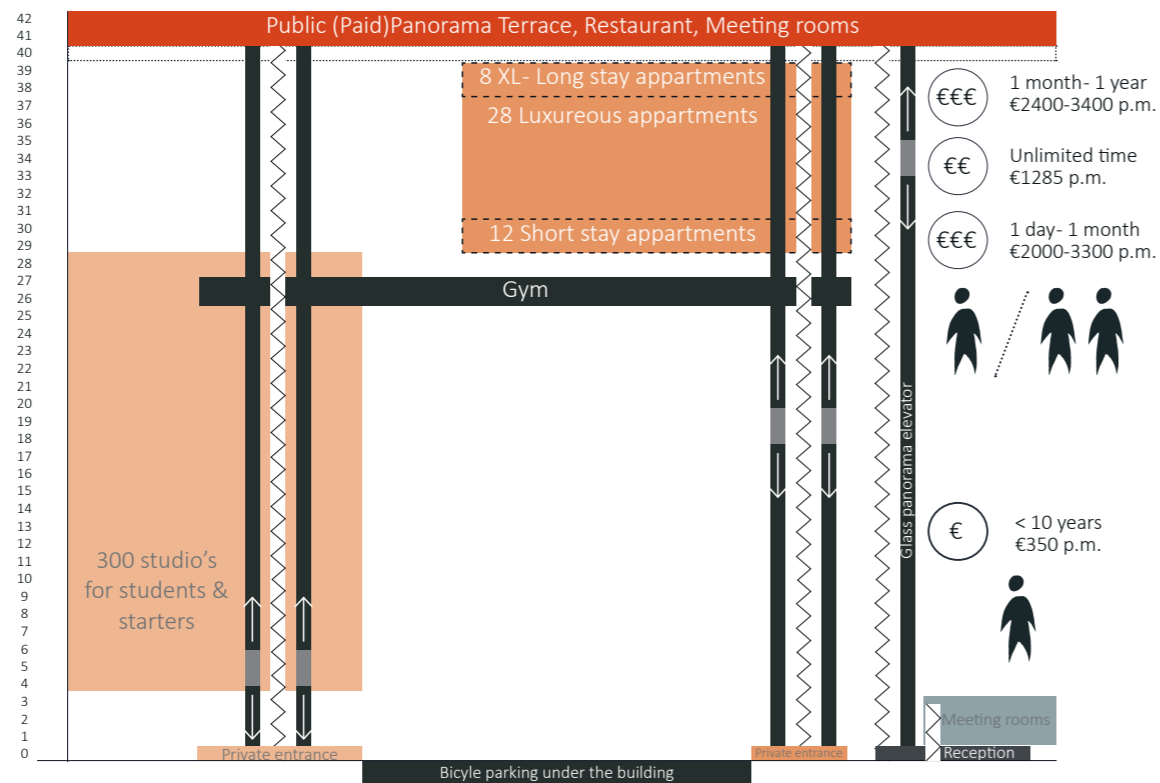 42
41
40
39
38
37
36
35
34
33
32
31
30
29
28
27
26
25
24
23
22
21
20
19
18
17
16
15
14
13
12
11
10
9
8
7
6
5
4
3
2
1
0
Public (Paid)Panorama Terrace, Restaurant, Meeting rooms
8 XL- Long stay appartments
28 Luxureous appartments
12 Short stay appartments
Gym
300 studio's
for students &
starters
Glass panorama elevator
€€€
1 month- 1 year
€2400-3400 p.m.
€€
Unlimited time
€1285 p.m.
€€€
1 day- 1 month
€2000-3300 p.m.
€
< 10 years
€350 p.m.
Meeting rooms
Private entrance
Private entrance
Reception
Bicyle parking under the building